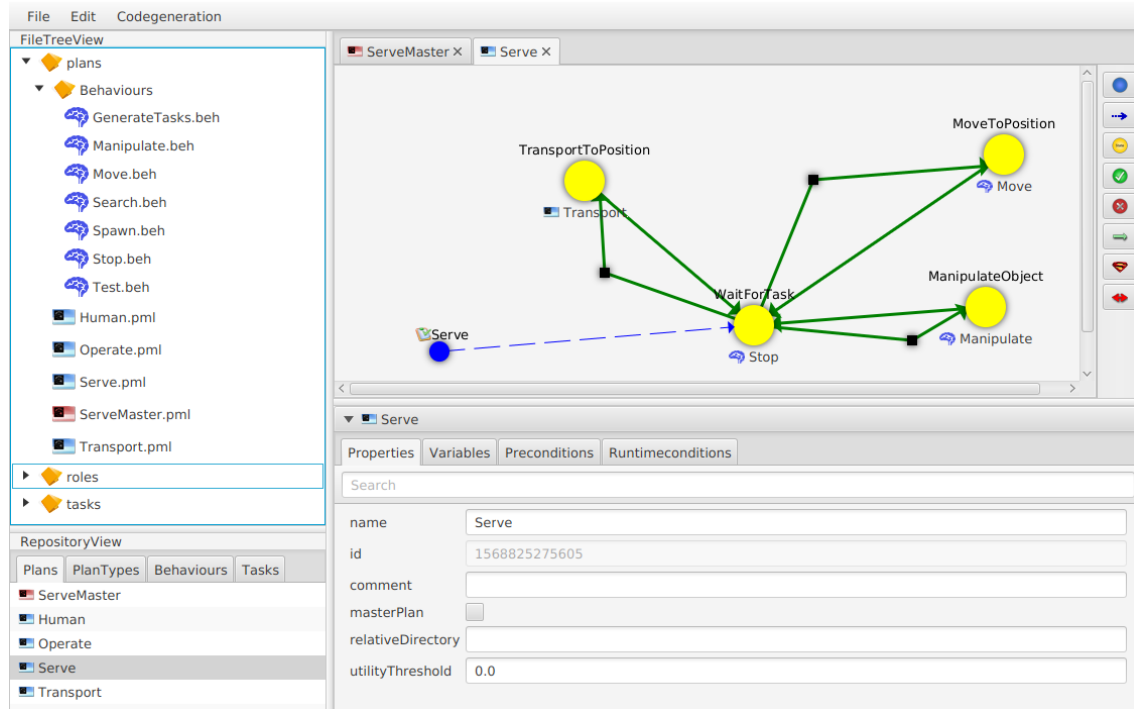 File Edit Codegeneration
FileTreeView
plans
Behaviours
GenerateTasks.beh
Manipulate.beh
Move.beh
Search.beh
Spawn.beh
Stop.beh
Test.beh
Human.pml
Operate.pml
Serve.pml
ServeMaster.pml
Transport.pml
roles
tasks
RepositoryView
Plans PlanTypes Behaviours Tasks
ServeMaster
Human
Operate
Serve
Transport
ServeMaster Serve
MoveToPosition
TransportToPosition
Move
Transport
ManipulateObject
WaitForTask
Serve
Manipulate
Stop
Serve
Properties Variables Preconditions Runtimeconditions
Search
name Serve
id 1568825275605
comment
masterPlan
relativeDirectory
utilityThreshold 0.0